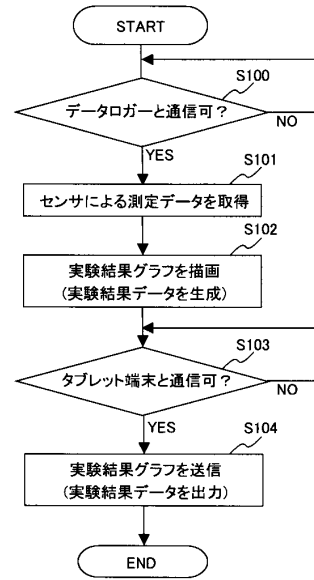 START
S100
データロガーと通信可？
NO
YES
S101
センサによる測定データを取得
S102
実験結果グラフを描画
(実験結果データを生成)
S103
タブレット端末と通信可？
NO
YES
S104
実験結果グラフを送信
(実験結果データを出力)
END